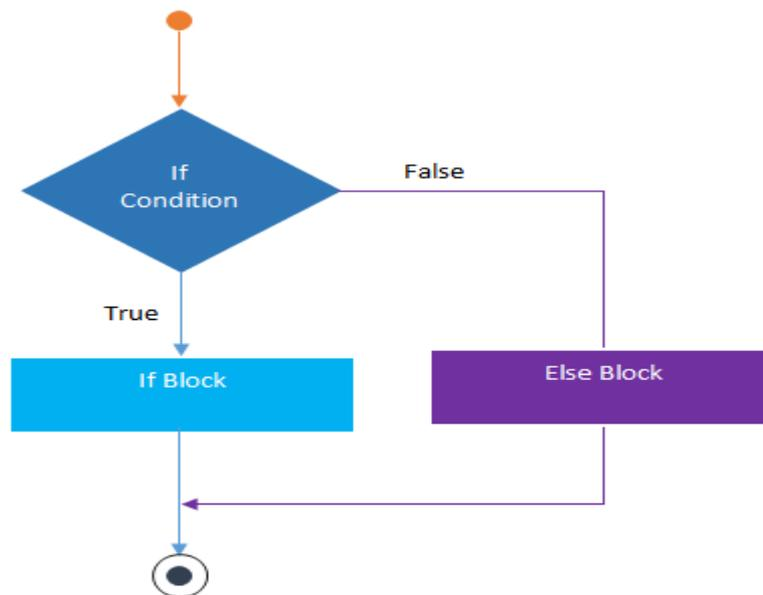 If
Condition
False
True
If Block
Else Block